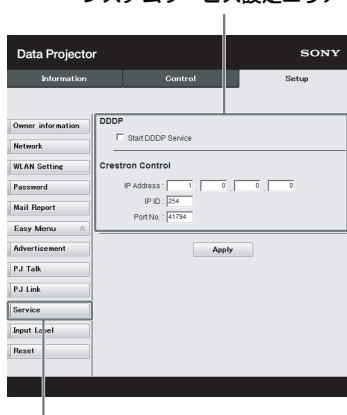 システムサービス設定エリア
Data Projector
SONY
Information Control Setup
Owner information
Network
WLAN Setting
Password
Mail Report
Easy Menu
Advertisement
PJ Talk
PJ Link
Service
Input Label
Reset
DDDP
Start DDDP Service
Crestron Control
IP Address : 1 . 0 . 0 . 0
IP ID : 254
Port No. : 41794
Apply